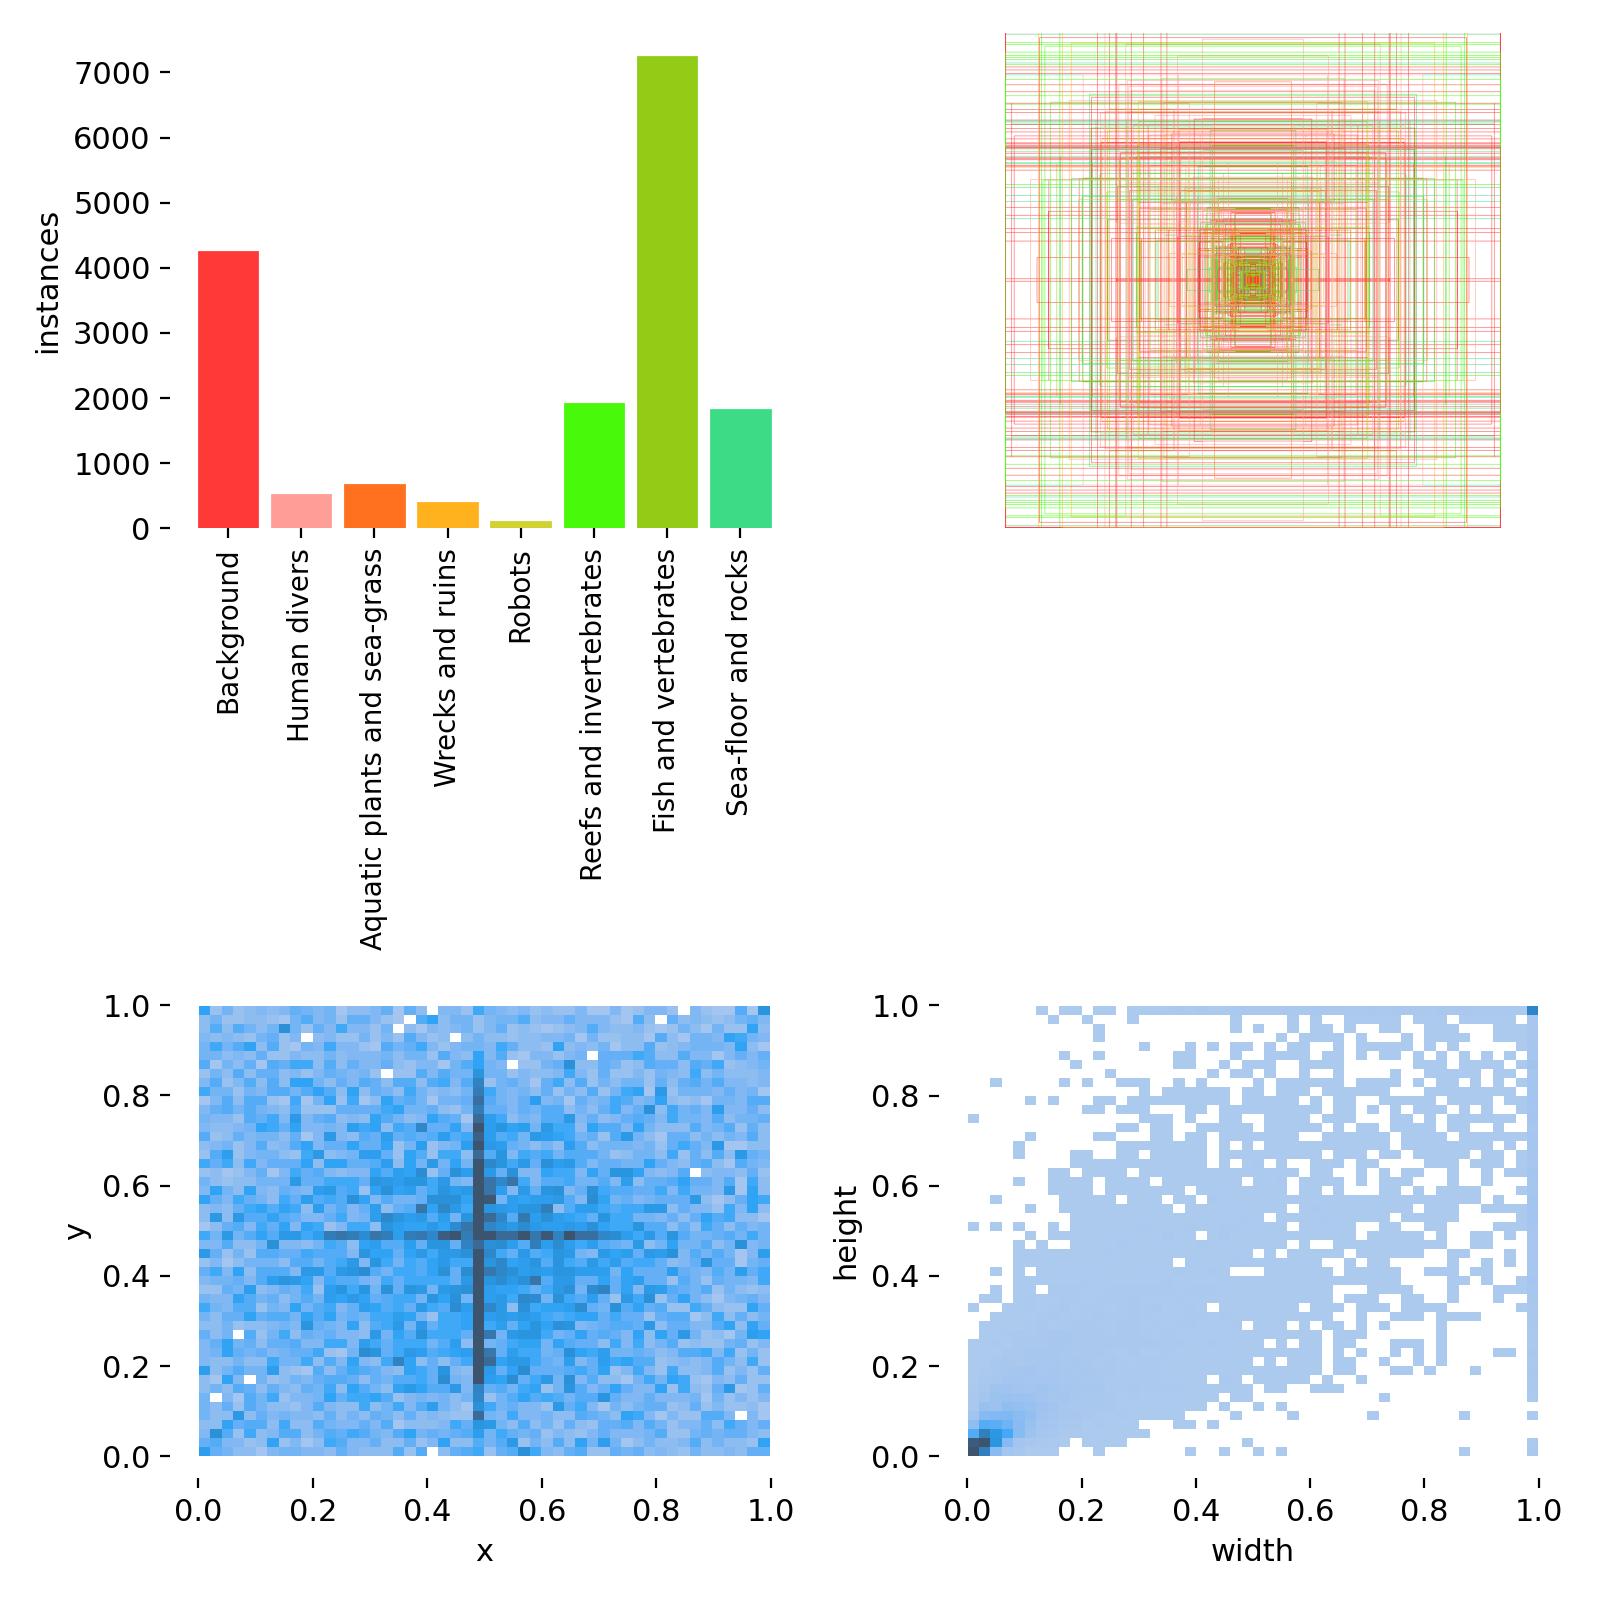 instances
7000
6000
5000
4000
3000
2000
1000
0
Background
Human divers
Aquatic plants and sea-grass
Wrecks and ruins
Robots
Reefs and invertebrates
Fish and vertebrates
Sea-floor and rocks
y
1.0
0.8
0.6
0.4
0.2
0.0
0.0 0.2 0.4 0.6 0.8 1.0
x
height
1.0
0.8
0.6
0.4
0.2
0.0
0.0 0.2 0.4 0.6 0.8 1.0
width